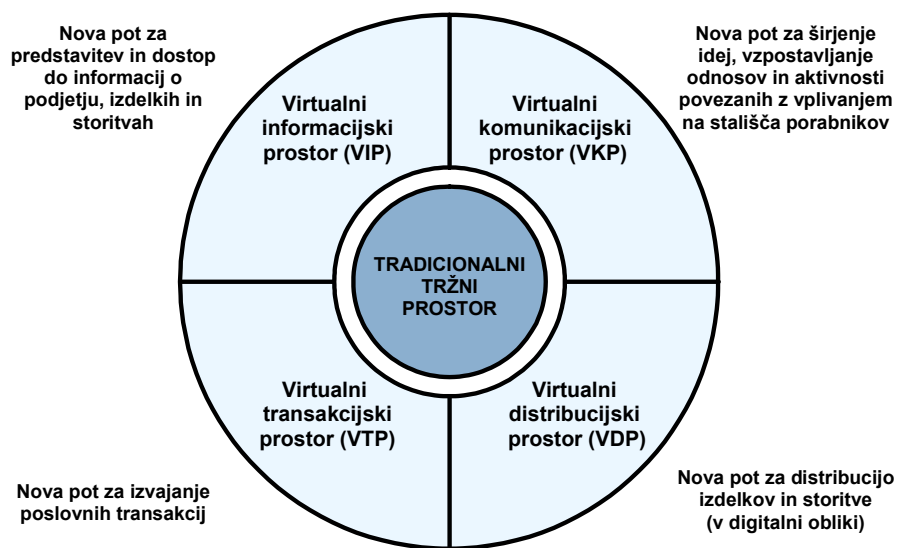 Nova pot za
predstavitev in dostop
do informacij o
podjetju, izdelkih in
storitvah
Nova pot za širjenje
idej, vzpostavljanje
odnosov in aktivnosti
povezanih z vplivanjem
na stališča porabnikov
Virtualni
informacijski
prostor (VIP)
Virtualni
komunikacijski
prostor (VKP)
TRADICIONALNI
TRŽNI
PROSTOR
Virtualni
transakcijski
prostor (VTP)
Virtualni
distribucijski
prostor (VDP)
Nova pot za izvajanje
poslovnih transakcij
Nova pot za distribucijo
izdelkov in storitve
(v digitalni obliki)